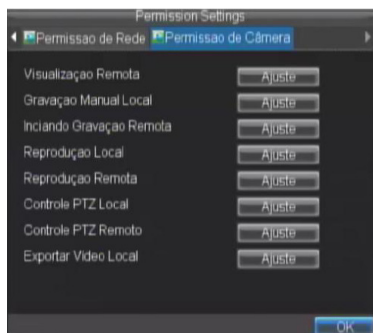 Permission Settings
Permissao de Rede Permissao de Câmera
Visualizaçao Remota Ajuste
Gravaçao Manual Local Ajuste
Inciando Gravaçao Remota Ajuste
Reproduçao Local Ajuste
Reproduçao Remota Ajuste
Controle PTZ Local Ajuste
Controle PTZ Remoto Ajuste
Exportar Video Local Ajuste
OK